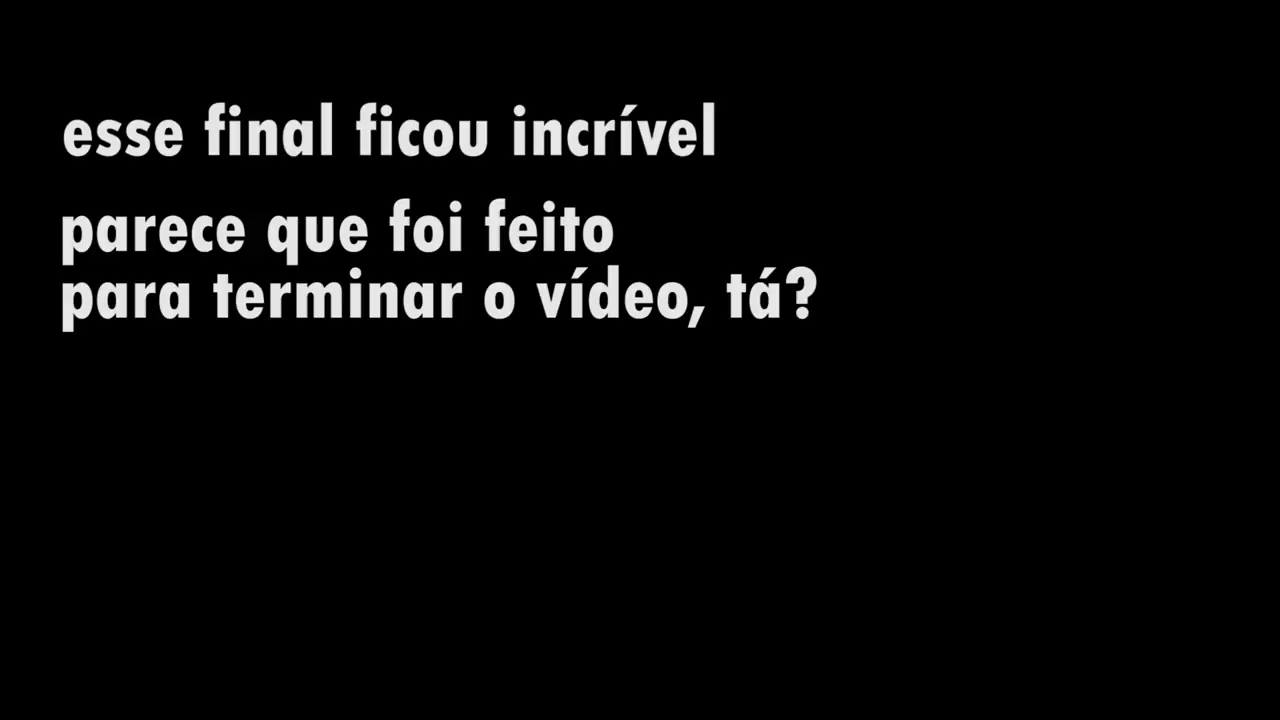 esse final ficou incrível
parece que foi feito
para terminar o vídeo, tá?